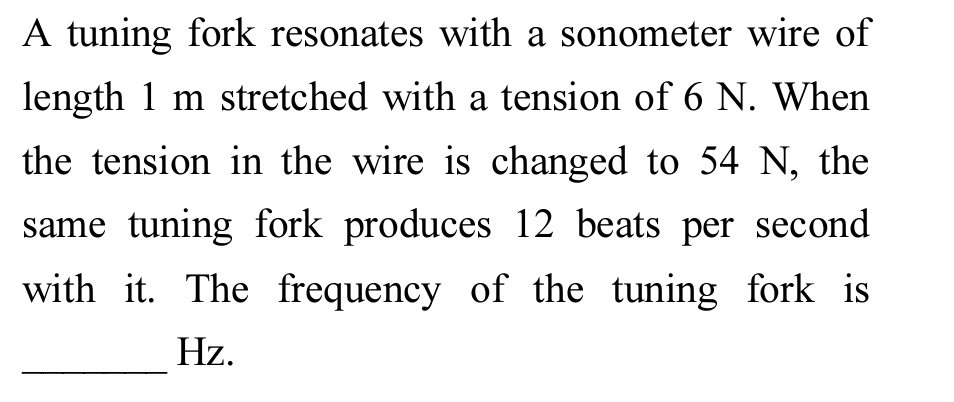 A tuning fork resonates with a sonometer wire of
length 1 m stretched with a tension of 6 N. When
the tension in the wire is changed to 54 N, the
same tuning fork produces 12 beats per second
with it. The frequency of the tuning fork is
_______ Hz.